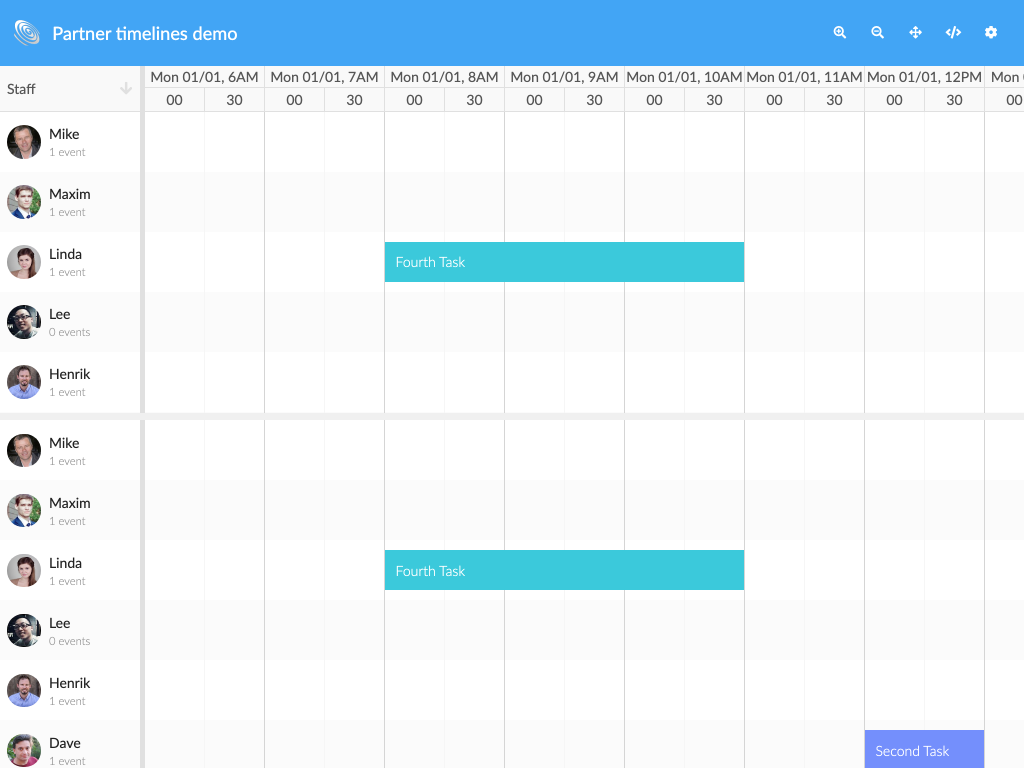 Partner timelines demo
Staff
Mon 01/01, 6AM Mon 01/01, 7AM Mon 01/01, 8AM Mon 01/01, 9AM Mon 01/01, 10AM Mon 01/01, 11AM Mon 01/01, 12PM Mon
00 30 00 30 00 30 00 30 00 30 00 30 00 30 00
Mike
1 event
Maxim
1 event
Linda
1 event
Fourth Task
Lee
0 events
Henrik
1 event
Mike
1 event
Maxim
1 event
Linda
1 event
Fourth Task
Lee
0 events
Henrik
1 event
Dave
1 event
Second Task